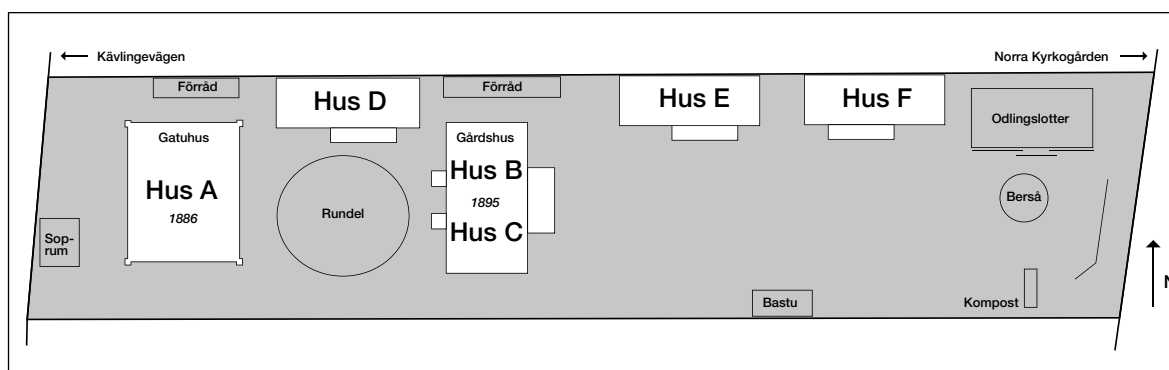 Kävlingevägen
Norra Kyrkogården
Förråd
Hus D
Förråd
Hus E
Hus F
Odlingslotter
Gatuhus
Hus A
1886
Rundel
Gårdshus
Hus B
1895
Hus C
Berså
Sop-
rum
Bastu
Kompost
N